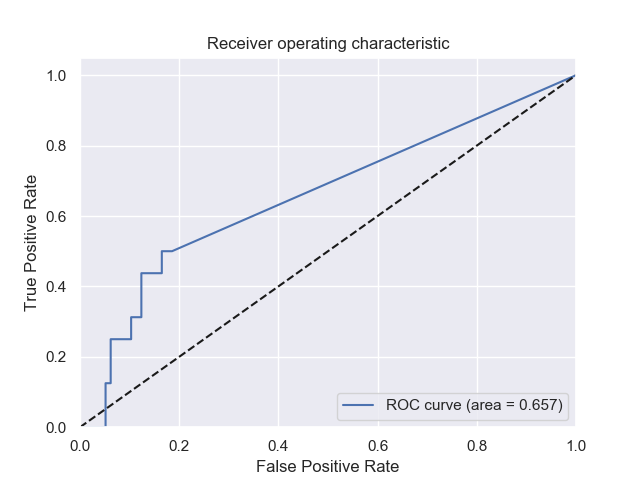 Receiver operating characteristic
True Positive Rate
1.0
0.8
0.6
0.4
0.2
0.0
ROC curve (area = 0.657)
0.0 0.2 0.4 0.6 0.8 1.0
False Positive Rate